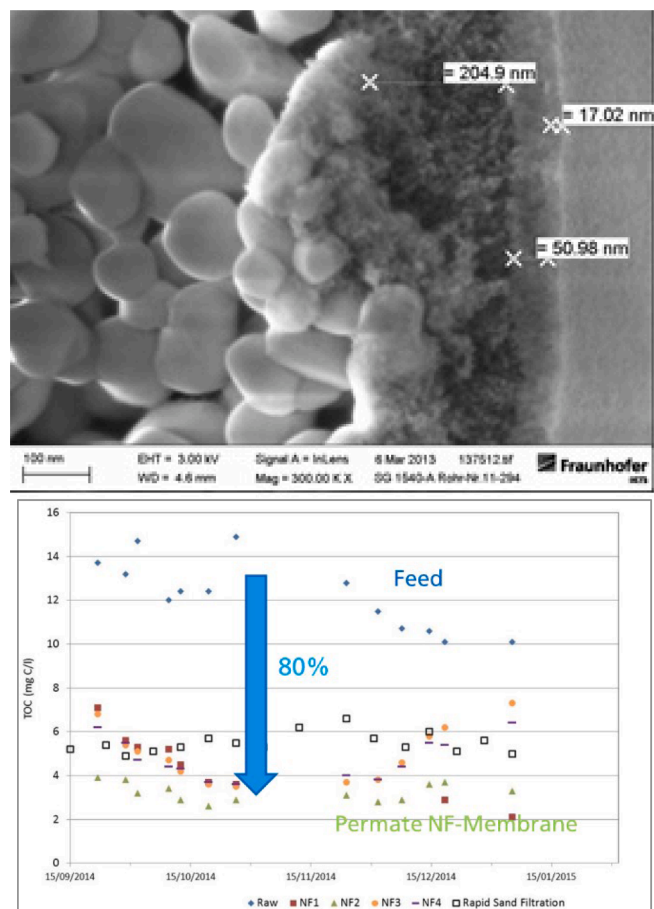 = 204.9 nm
= 17.02 nm
= 50.98 nm
100 nm EHT = 3.00 kV Signal A = InLens 6 Mar 2013 137512.tif Fraunhofer
WD = 4.6 mm Mag = 300.00 K X SG 1540-A Rohr-Nr.11-294 IKTS
16
14
12
10
8
6
4
2
0
TOC (mg C/l)
Feed
80%
Permate NF-Membrane
15/09/2014 15/10/2014 15/11/2014 15/12/2014 15/01/2015
Raw NF1 NF2 NF3 NF4 Rapid Sand Filtration